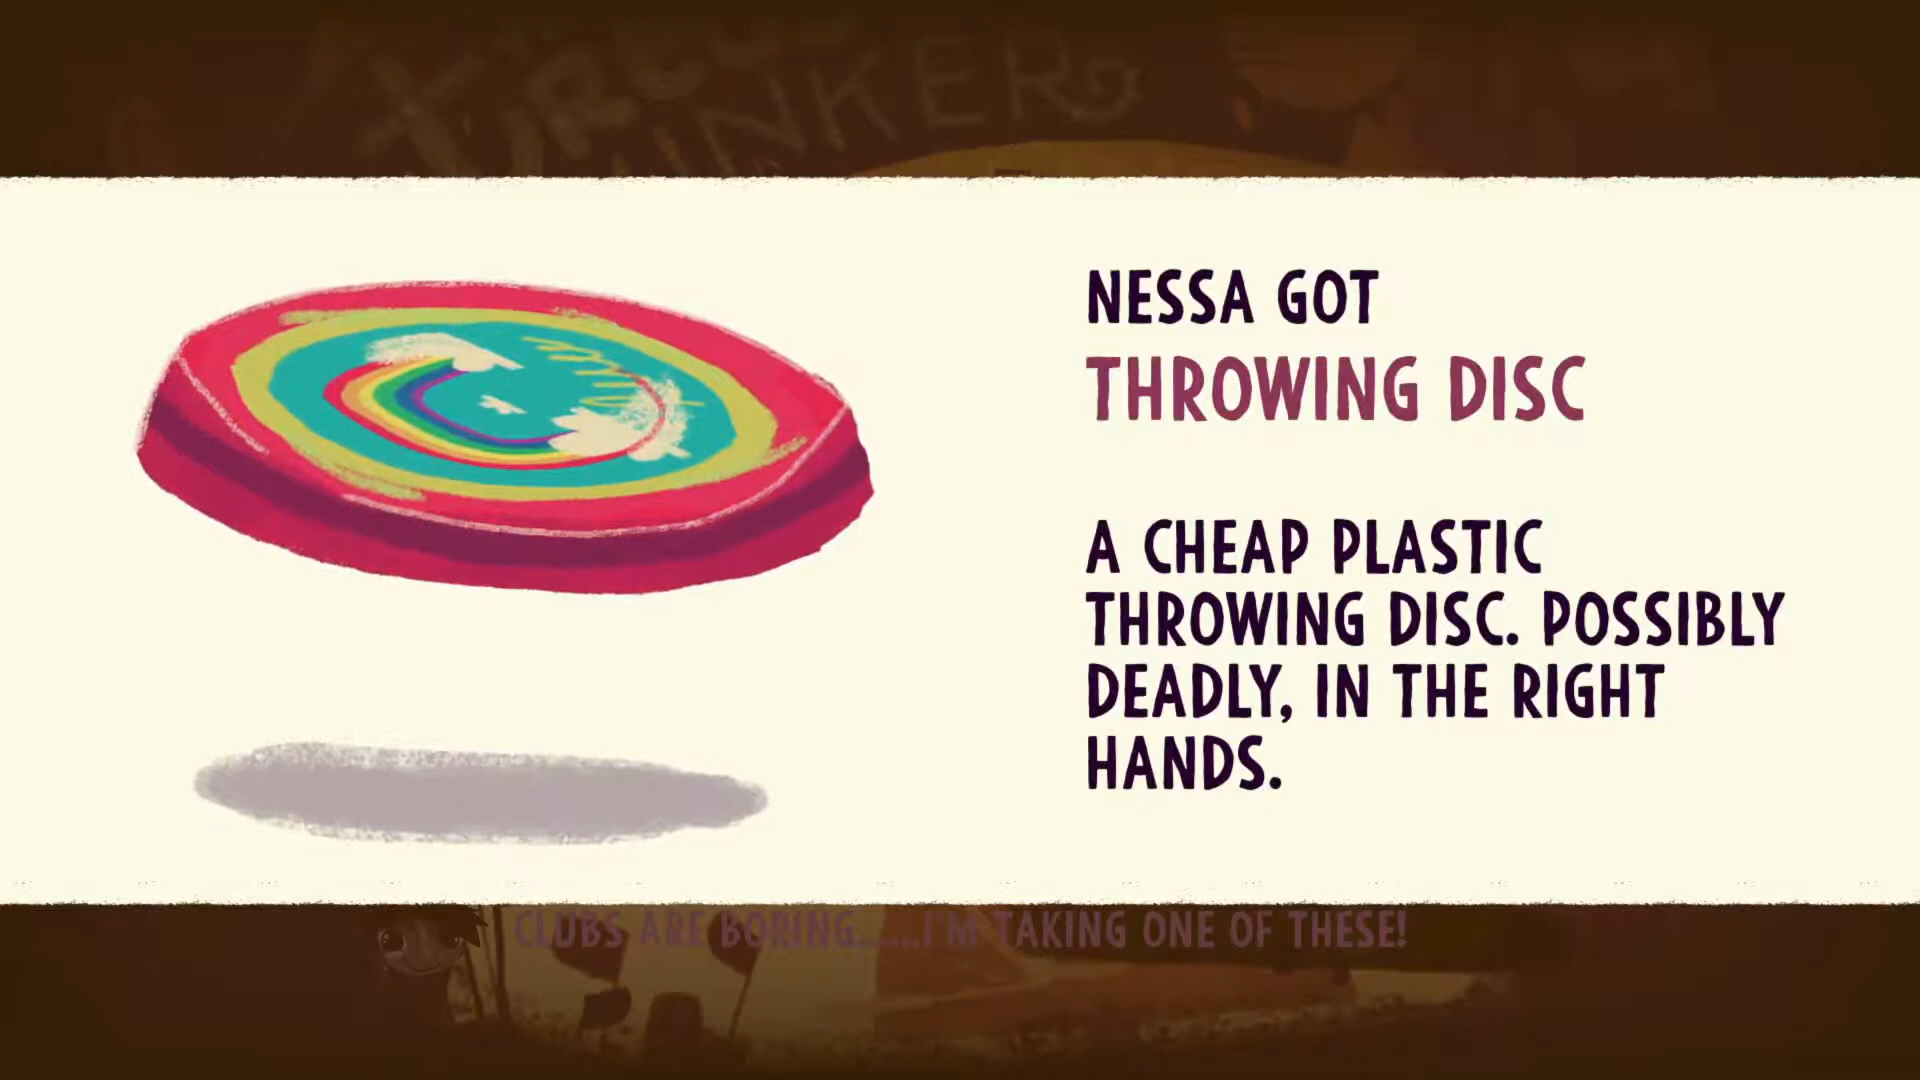 NKERS
NESSA GOT
THROWING DISC
A CHEAP PLASTIC
THROWING DISC. POSSIBLY
DEADLY, IN THE RIGHT
HANDS.
CLUBS ARE BORING......I'M TAKING ONE OF THESE!